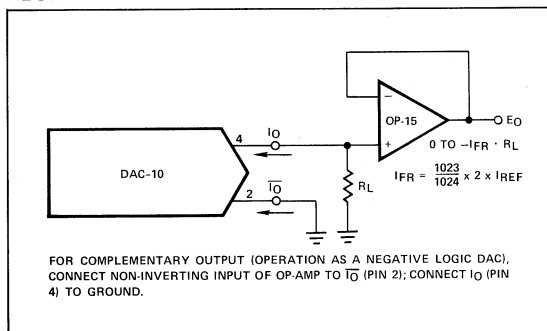 4
IO
DAC-10
2
IO
RL
−
OP-15
+
EO
0 TO −IFR · RL
IFR = 1023/1024 x 2 x IREF
FOR COMPLEMENTARY OUTPUT (OPERATION AS A NEGATIVE LOGIC DAC),
CONNECT NON-INVERTING INPUT OF OP-AMP TO IO (PIN 2); CONNECT IO (PIN
4) TO GROUND.